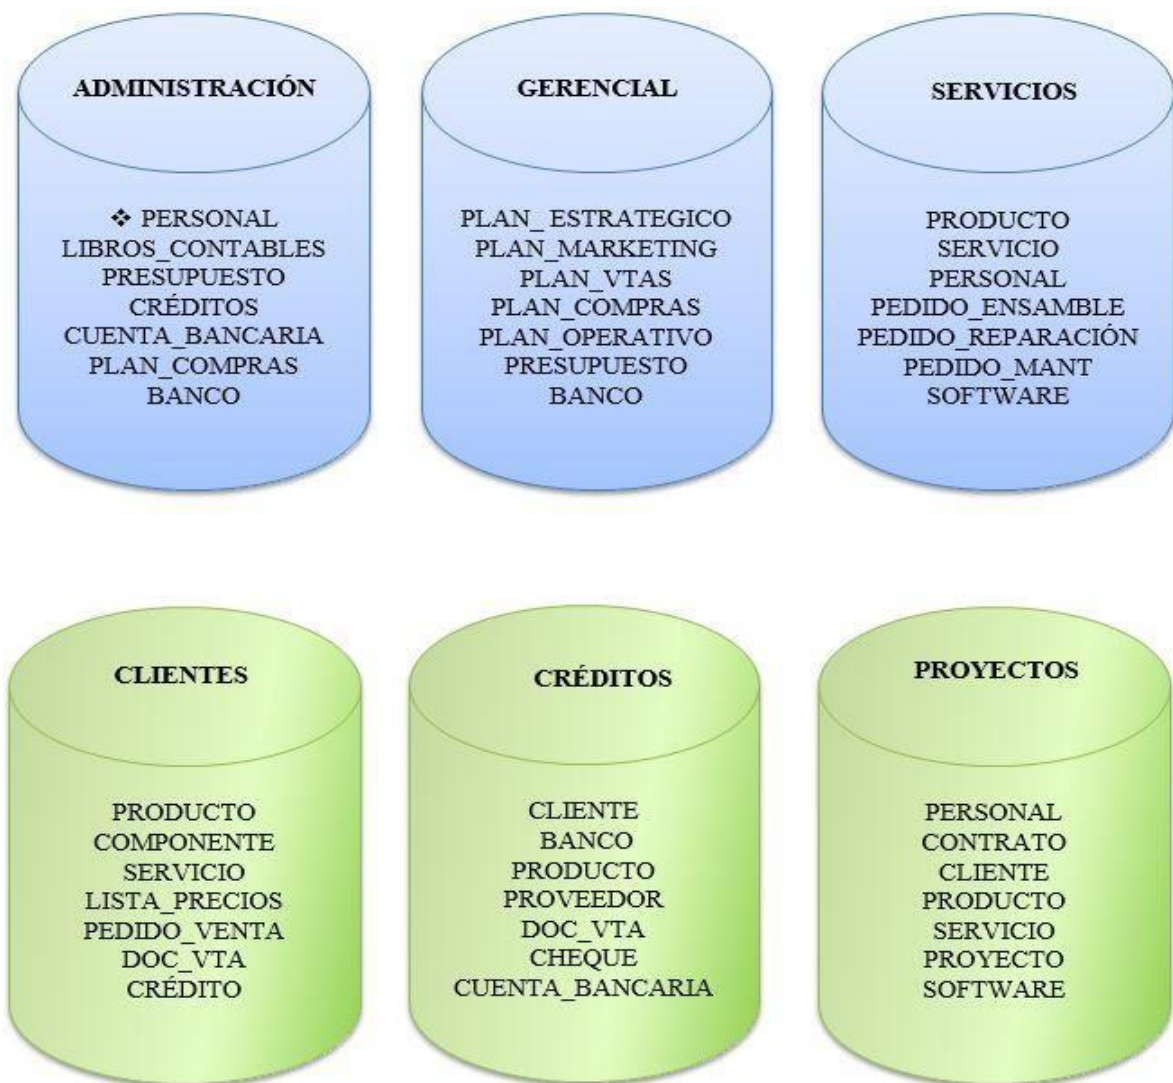 ADMINISTRACIÓN
❖ PERSONAL
LIBROS_CONTABLES
PRESUPUESTO
CRÉDITOS
CUENTA_BANCARIA
PLAN_COMPRAS
BANCO
GERENCIAL
PLAN_ ESTRATEGICO
PLAN_MARKETING
PLAN_VTAS
PLAN_COMPRAS
PLAN_OPERATIVO
PRESUPUESTO
BANCO
SERVICIOS
PRODUCTO
SERVICIO
PERSONAL
PEDIDO_ENSAMBLE
PEDIDO_REPARACIÓN
PEDIDO_MANT
SOFTWARE
CLIENTES
PRODUCTO
COMPONENTE
SERVICIO
LISTA_PRECIOS
PEDIDO_VENTA
DOC_VTA
CRÉDITO
CRÉDITOS
CLIENTE
BANCO
PRODUCTO
PROVEEDOR
DOC_VTA
CHEQUE
CUENTA_BANCARIA
PROYECTOS
PERSONAL
CONTRATO
CLIENTE
PRODUCTO
SERVICIO
PROYECTO
SOFTWARE